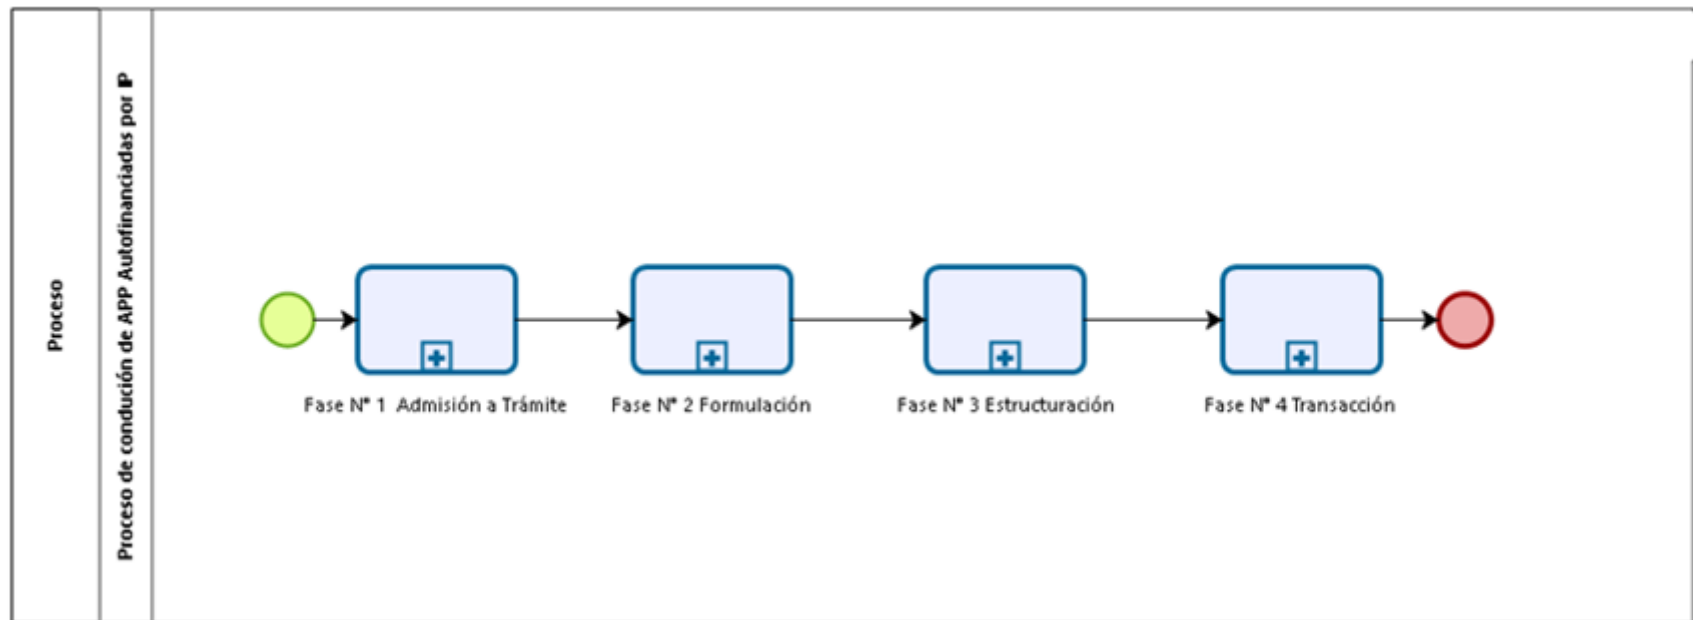 Proceso
Proceso de condución de APP Autofinanciadas por IP
Fase N° 1 Admisión a Trámite
Fase N° 2 Formulación
Fase N° 3 Estructuración
Fase N° 4 Transacción